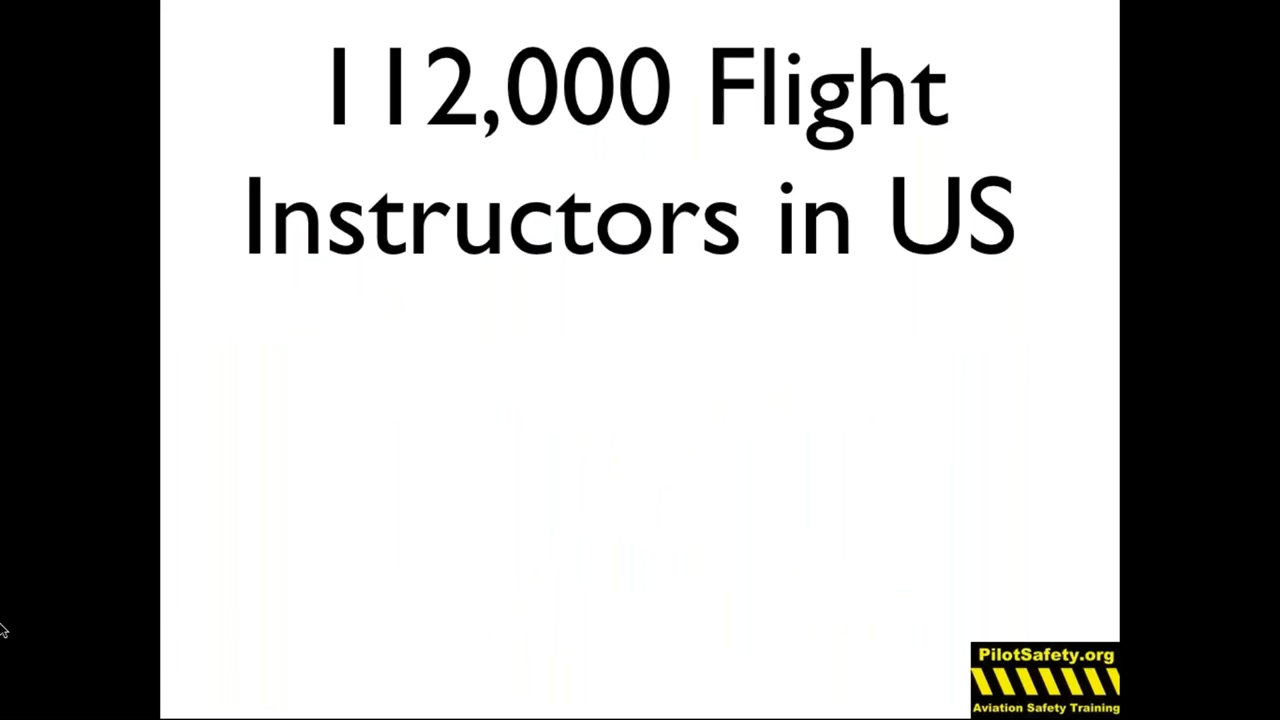 112,000 Flight
Instructors in US
PilotSafety.org
Aviation Safety Training